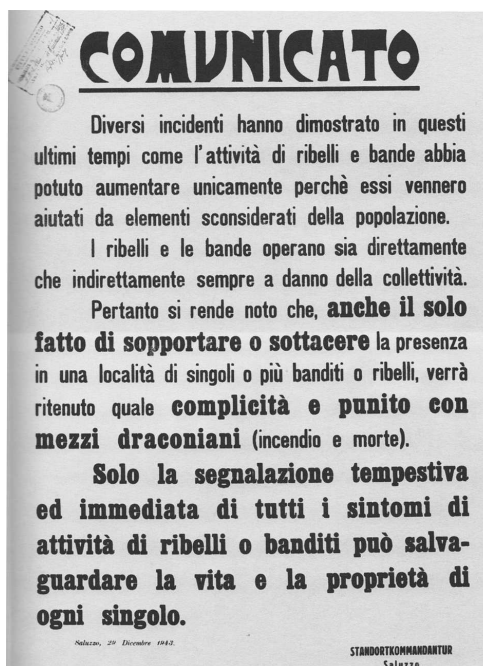 COMUNICATO
Diversi incidenti hanno dimostrato in questi
ultimi tempi come l'attività di ribelli e bande abbia
potuto aumentare unicamente perchè essi vennero
aiutati da elementi sconsiderati della popolazione.
I ribelli e le bande operano sia direttamente
che indirettamente sempre a danno della collettività.
Pertanto si rende noto che, anche il solo
fatto di sopportare o sottacere la presenza
in una località di singoli o più banditi o ribelli, verrà
ritenuto quale complicità e punito con
mezzi draconiani (incendio e morte).
Solo la segnalazione tempestiva
ed immediata di tutti i sintomi di
attività di ribelli o banditi può salva-
guardare la vita e la proprietà di
ogni singolo.
Saluzzo, 29 Dicembre 1943.
STANDORTKOMMANDANTUR
Saluzzo